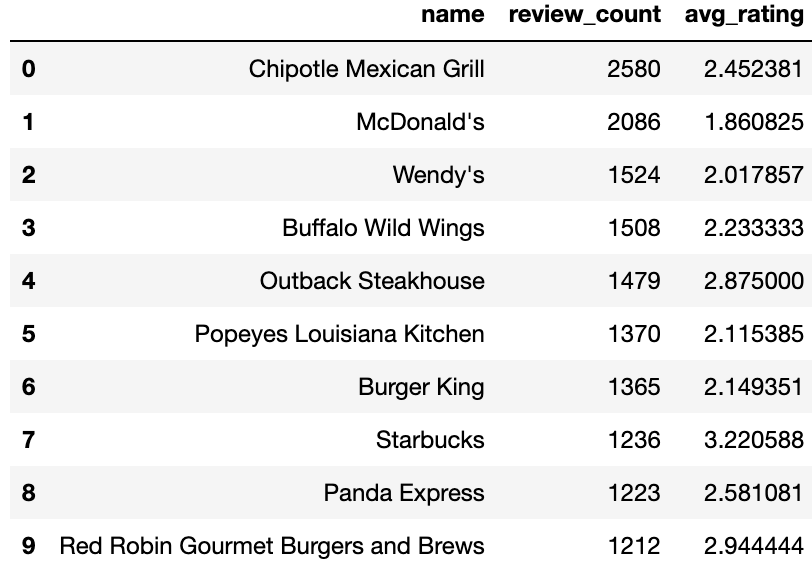 name review_count avg_rating
0 Chipotle Mexican Grill 2580 2.452381
1 McDonald's 2086 1.860825
2 Wendy's 1524 2.017857
3 Buffalo Wild Wings 1508 2.233333
4 Outback Steakhouse 1479 2.875000
5 Popeyes Louisiana Kitchen 1370 2.115385
6 Burger King 1365 2.149351
7 Starbucks 1236 3.220588
8 Panda Express 1223 2.581081
9 Red Robin Gourmet Burgers and Brews 1212 2.944444